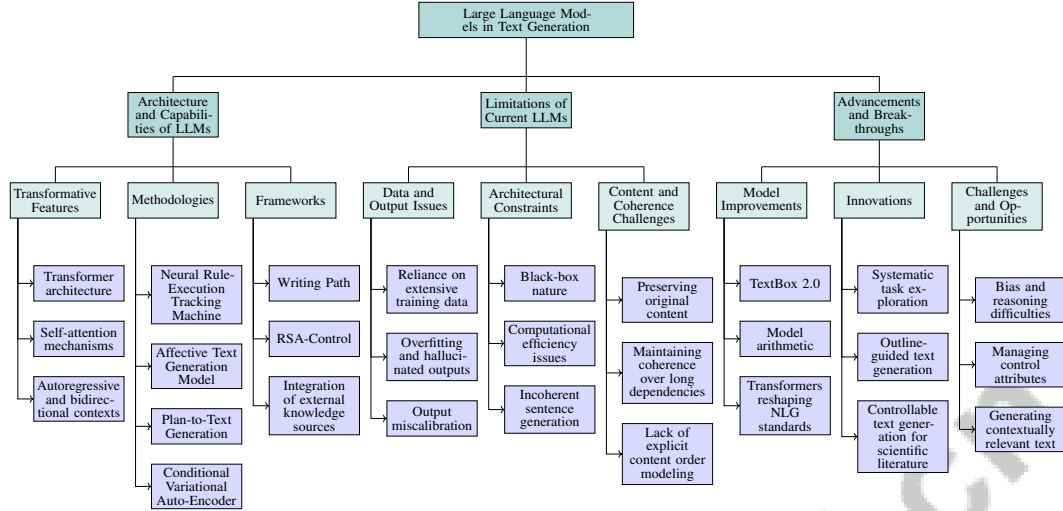 Large Language Mod-
els in Text Generation
Architecture
and Capabili-
ties of LLMs
Limitations of
Current LLMs
Advancements
and Break-
throughs
Transformative
Features
Methodologies
Frameworks
Data and
Output Issues
Architectural
Constraints
Content and
Coherence
Challenges
Model
Improvements
Innovations
Challenges
and Op-
portunities
Transformer
architecture
Self-attention
mechanisms
Autoregressive
and bidirec-
tional contexts
Neural Rule-
Execution
Tracking
Machine
Affective Text
Generation
Model
Plan-to-Text
Generation
Conditional
Variational
Auto-Encoder
Writing Path
RSA-Control
Integration
of external
knowledge
sources
Reliance on
extensive
training data
Overfitting
and halluci-
nated outputs
Output
miscalibration
Black-box
nature
Computational
efficiency
issues
Incoherent
sentence
generation
Preserving
original
content
Maintaining
coherence
over long
dependencies
Lack of
explicit
content order
modeling
TextBox 2.0
Model
arithmetic
Transformers
reshaping
NLG
standards
Systematic
task ex-
ploration
Outline-
guided text
generation
Controllable
text gener-
ation for
scientific
literature
Bias and
reasoning
difficulties
Managing
control
attributes
Generating
contextually
relevant text